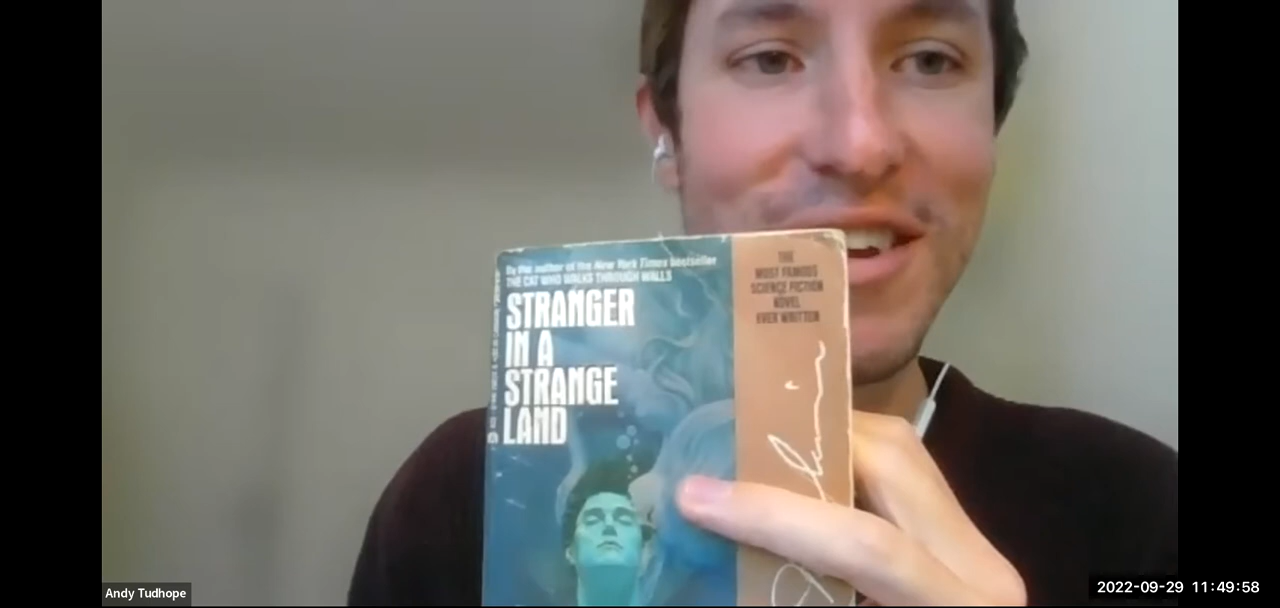 By the author of the New York Times bestseller
THE CAT WHO WALKS THROUGH WALLS
STRANGER
IN A
STRANGE
LAND
THE
MOST FAMOUS
SCIENCE FICTION
NOVEL
EVER WRITTEN
Andy Tudhope
2022-09-29 11:49:58